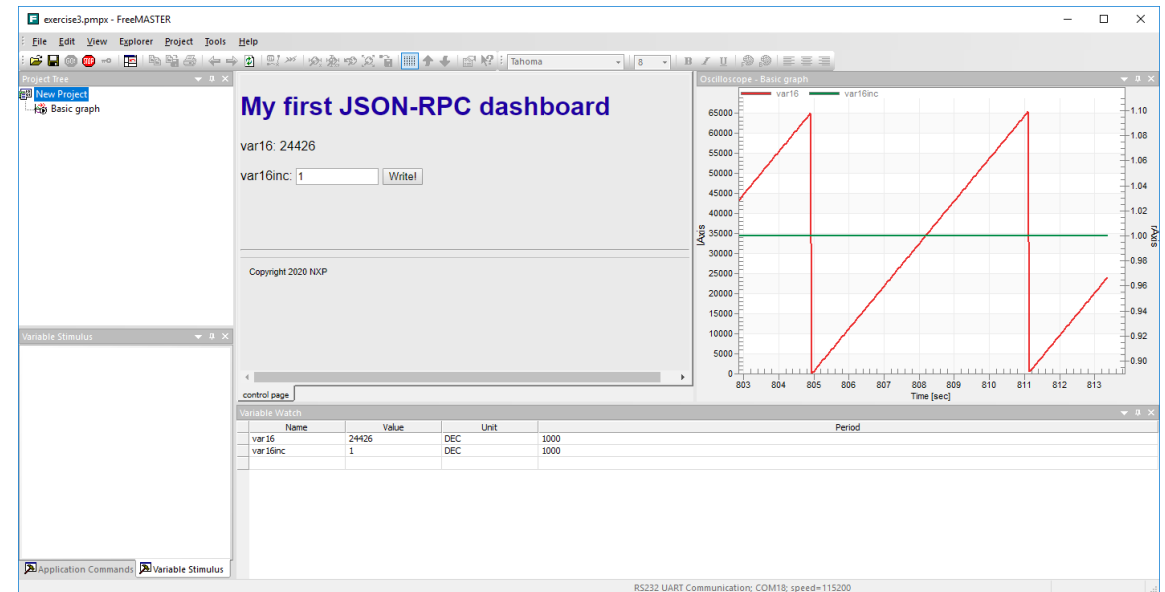 exercise3.pmpx - FreeMASTER
File Edit View Explorer Project Tools Help
STOP
Tahoma 8 B I U
Project Tree
New Project
Basic graph
My first JSON-RPC dashboard
var16: 24426
var16inc: 1 Write!
Copyright 2020 NXP
control page
Oscilloscope - Basic graph
var16 var16inc
65000
60000
55000
50000
45000
40000
35000
30000
25000
20000
15000
10000
5000
0
lAxis
1.10
1.08
1.06
1.04
1.02
1.00
0.98
0.96
0.94
0.92
0.90
rAxis
803 804 805 806 807 808 809 810 811 812 813
Time [sec]
Variable Stimulus
Variable Watch
Name Value Unit Period
var16 24426 DEC 1000
var16inc 1 DEC 1000
Application Commands Variable Stimulus
RS232 UART Communication; COM18; speed=115200